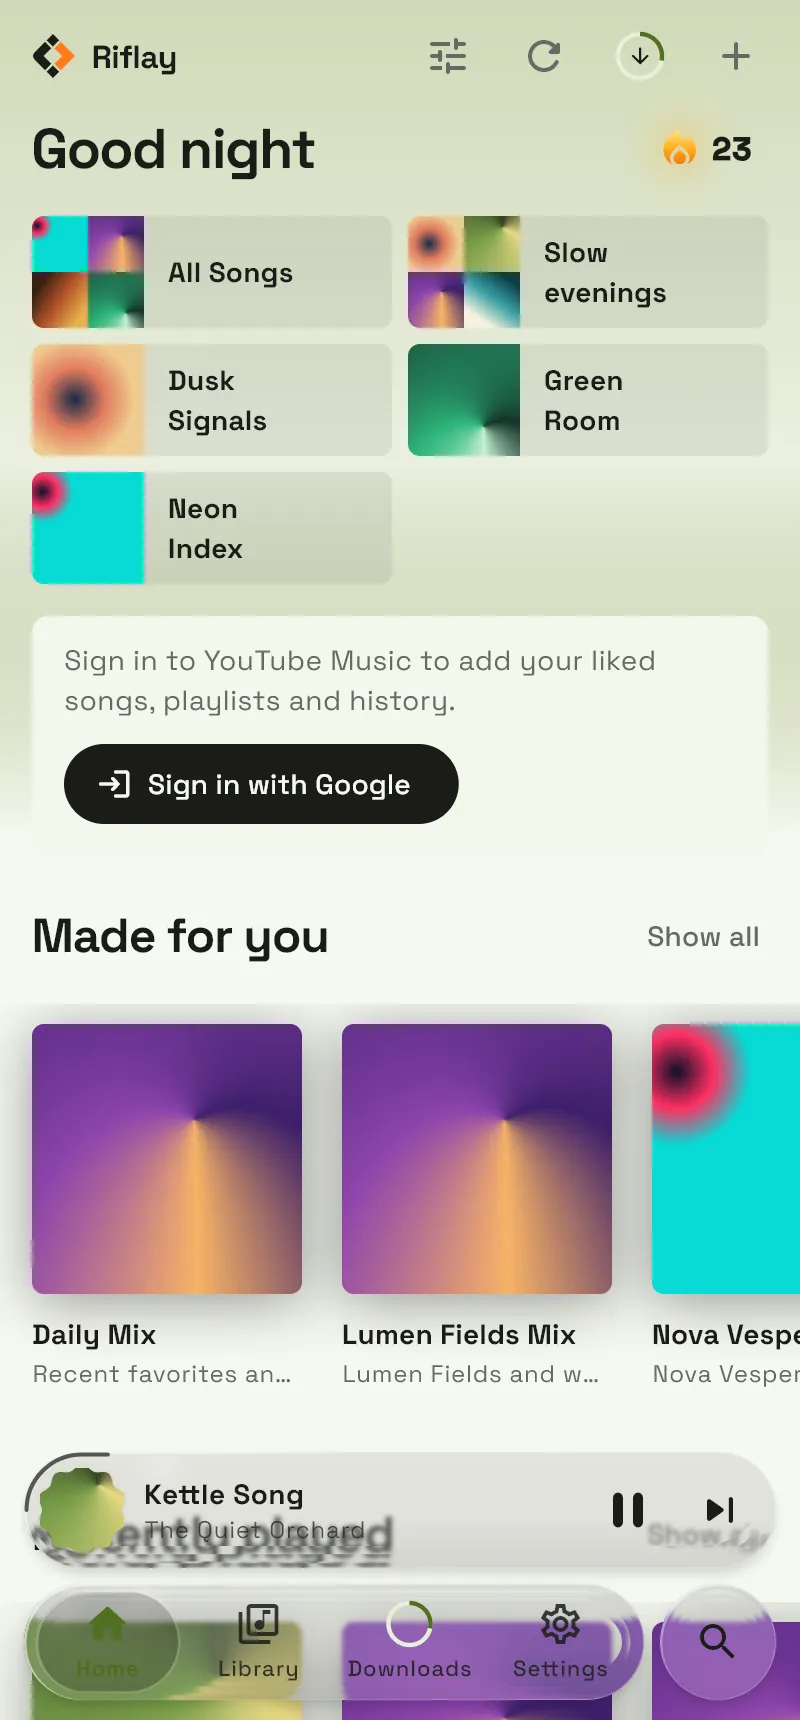 Riflay
Good night
23
All Songs
Slow
evenings
Dusk
Signals
Green
Room
Neon
Index
Sign in to YouTube Music to add your liked
songs, playlists and history.
Sign in with Google
Made for you
Show all
Daily Mix
Recent favorites an...
Lumen Fields Mix
Lumen Fields and w...
Nova Vespe
Nova Vesper
Kettle Song
The Quiet Orchard
Home
Library
Downloads
Settings